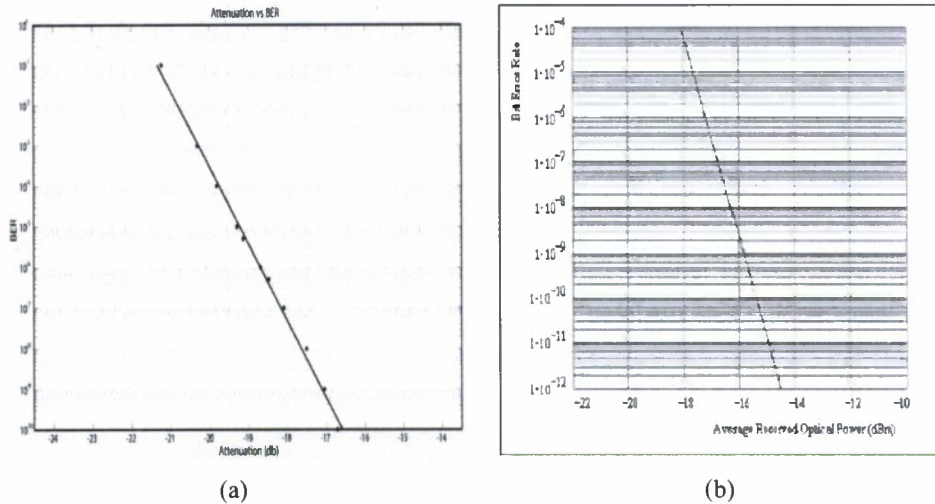 Attenuation vs BER
BER
-24 -23 -22 -21 -20 -19 -18 -17 -16 -15 -14
Attenuation (db)
(a)
Bit Error Rate
1·10⁻⁴
1·10⁻⁵
1·10⁻⁶
1·10⁻⁷
1·10⁻⁸
1·10⁻⁹
1·10⁻¹⁰
1·10⁻¹¹
1·10⁻¹²
-22 -20 -18 -16 -14 -10
Average Received Optical Power (dBm)
(b)